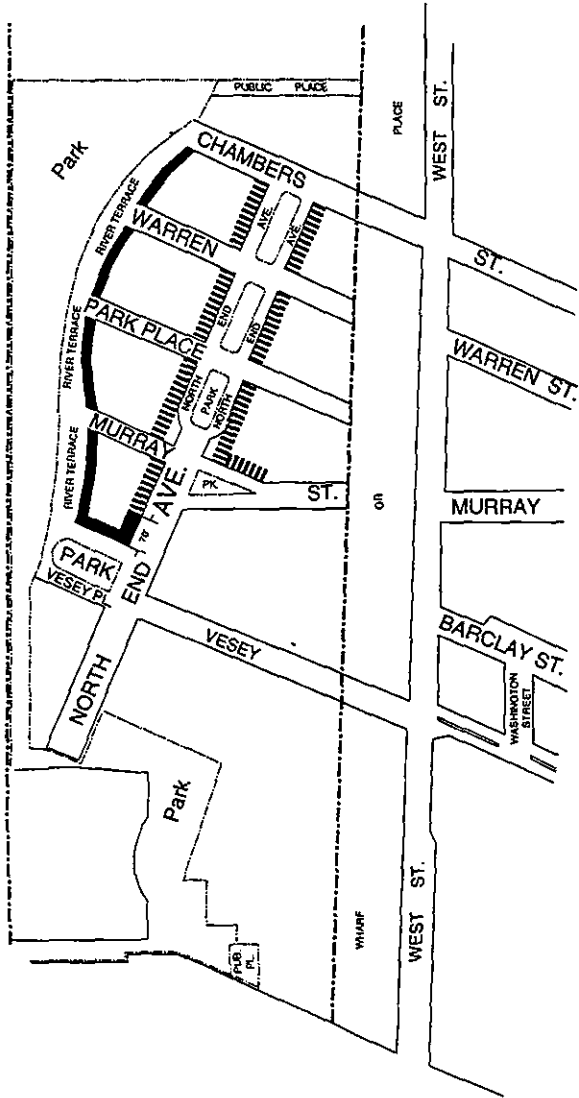 PUBLIC PLACE
Park
CHAMBERS
ST.
PLACE
WEST ST.
RIVER TERRACE
WARREN
AVE.
AVE.
WARREN ST.
RIVER TERRACE
PARK PLACE
END
END
NORTH
PARK
NORTH
MURRAY
RIVER TERRACE
AVE.
PK.
ST.
OR
MURRAY
70'
PARK
VESEY PL
END
VESEY
BARCLAY ST.
WASHINGTON
STREET
NORTH
Park
WHARF
WEST ST.
PUB.
PL.